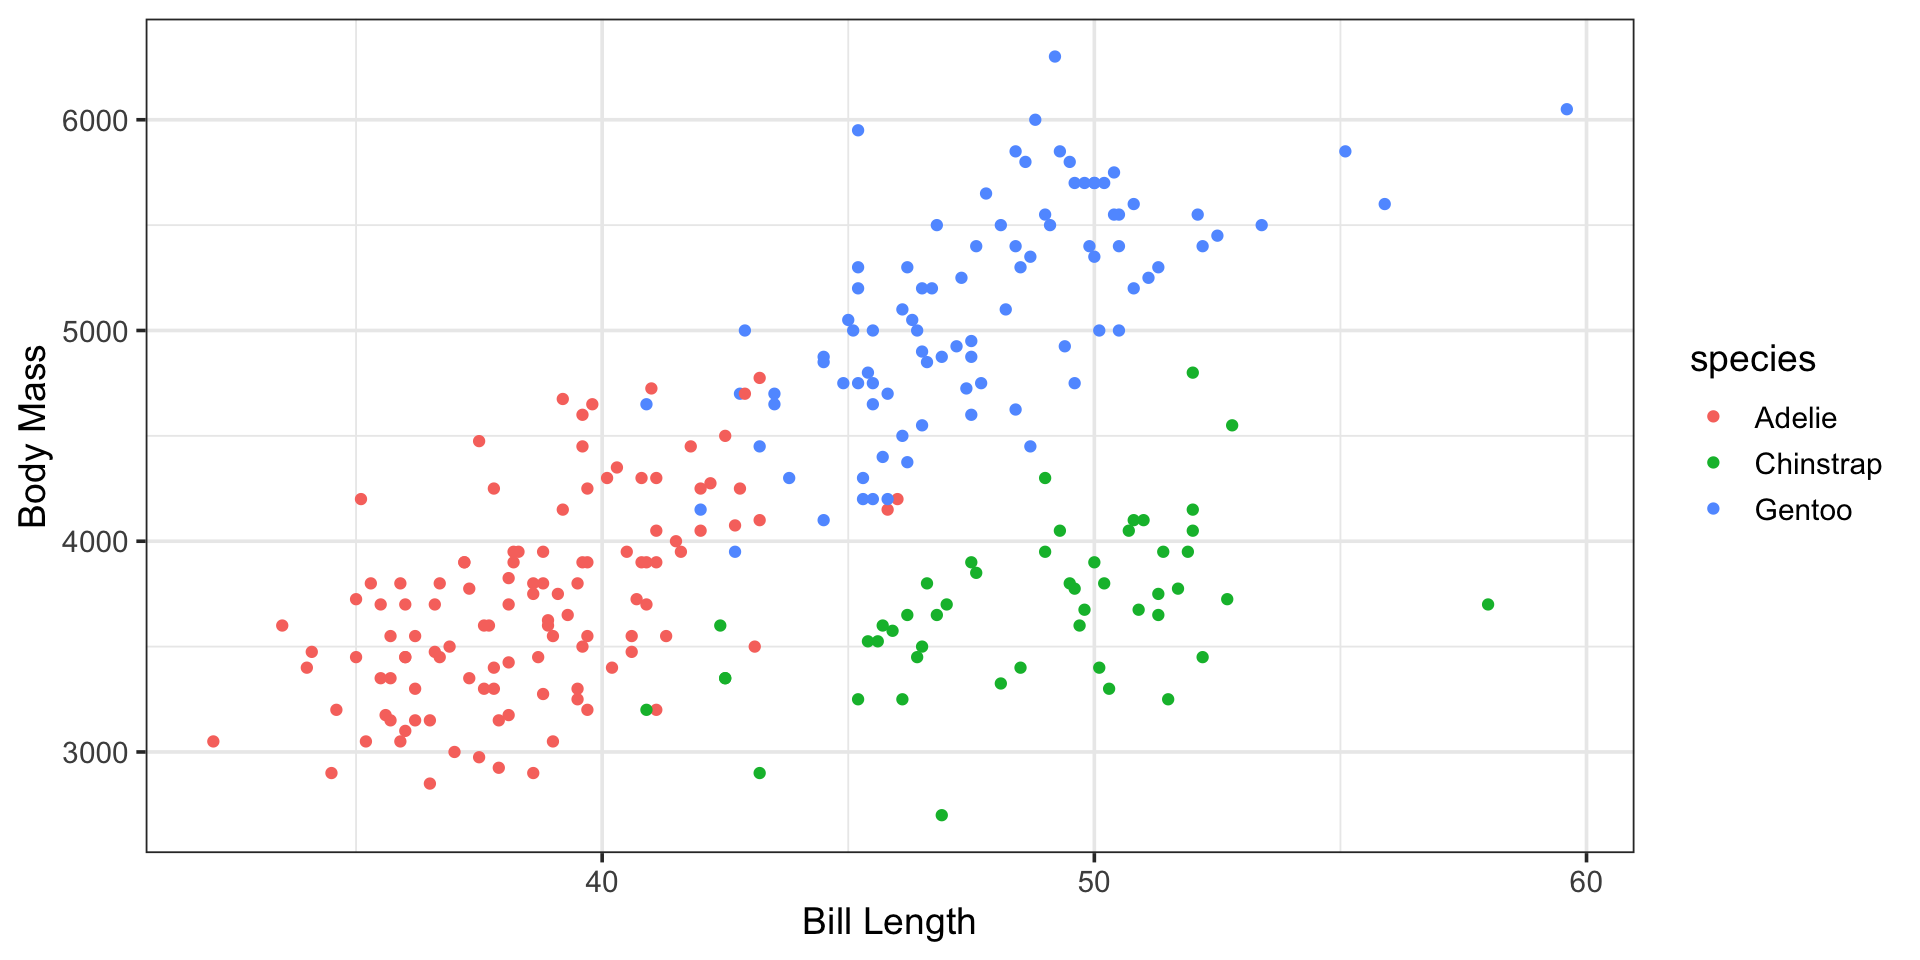 6000
5000
4000
3000
Body Mass
40
50
60
Bill Length
species
Adelie
Chinstrap
Gentoo